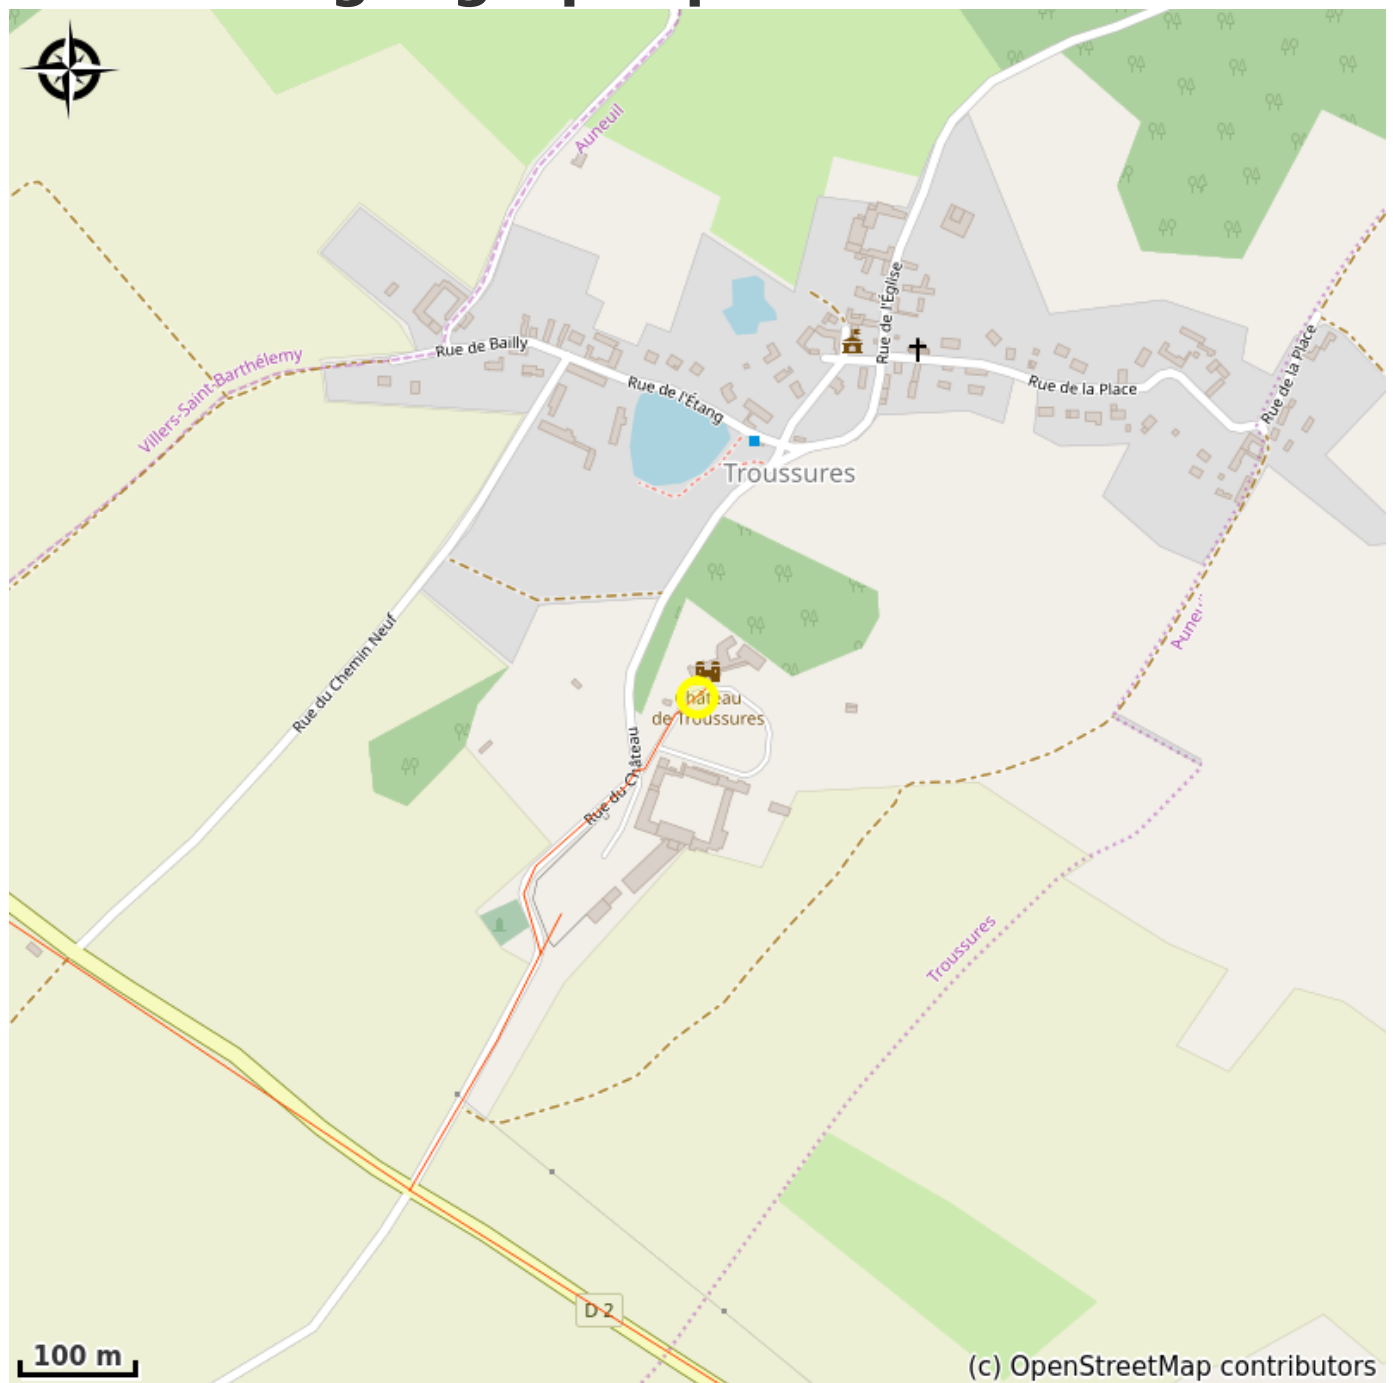 Auneuil
Rue de l'Église
Rue de Bailly
Villers-Saint-Barthélemy
Rue de l'Étang
Rue de la Place
Rue de la Place
Troussures
Rue du Chemin Neuf
château
de Troussures
Rue du Château
Troussures
D 2
100 m
(c) OpenStreetMap contributors